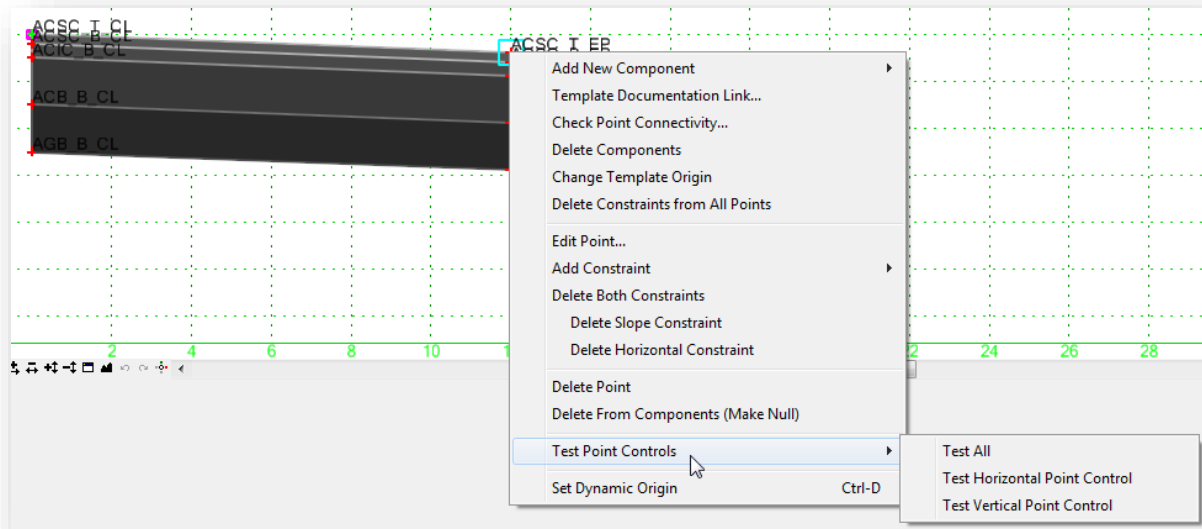 ACSC_T_CL
ACSC_B_CL
ACIC_B_CL
ACB_B_CL
AGB_B_CL
ACSC_T_EP
Add New Component
Template Documentation Link...
Check Point Connectivity...
Delete Components
Change Template Origin
Delete Constraints from All Points
Edit Point...
Add Constraint
Delete Both Constraints
Delete Slope Constraint
Delete Horizontal Constraint
2 4 6 8 10 24 26 28
Delete Point
Delete From Components (Make Null)
Test Point Controls
Set Dynamic Origin Ctrl-D
Test All
Test Horizontal Point Control
Test Vertical Point Control